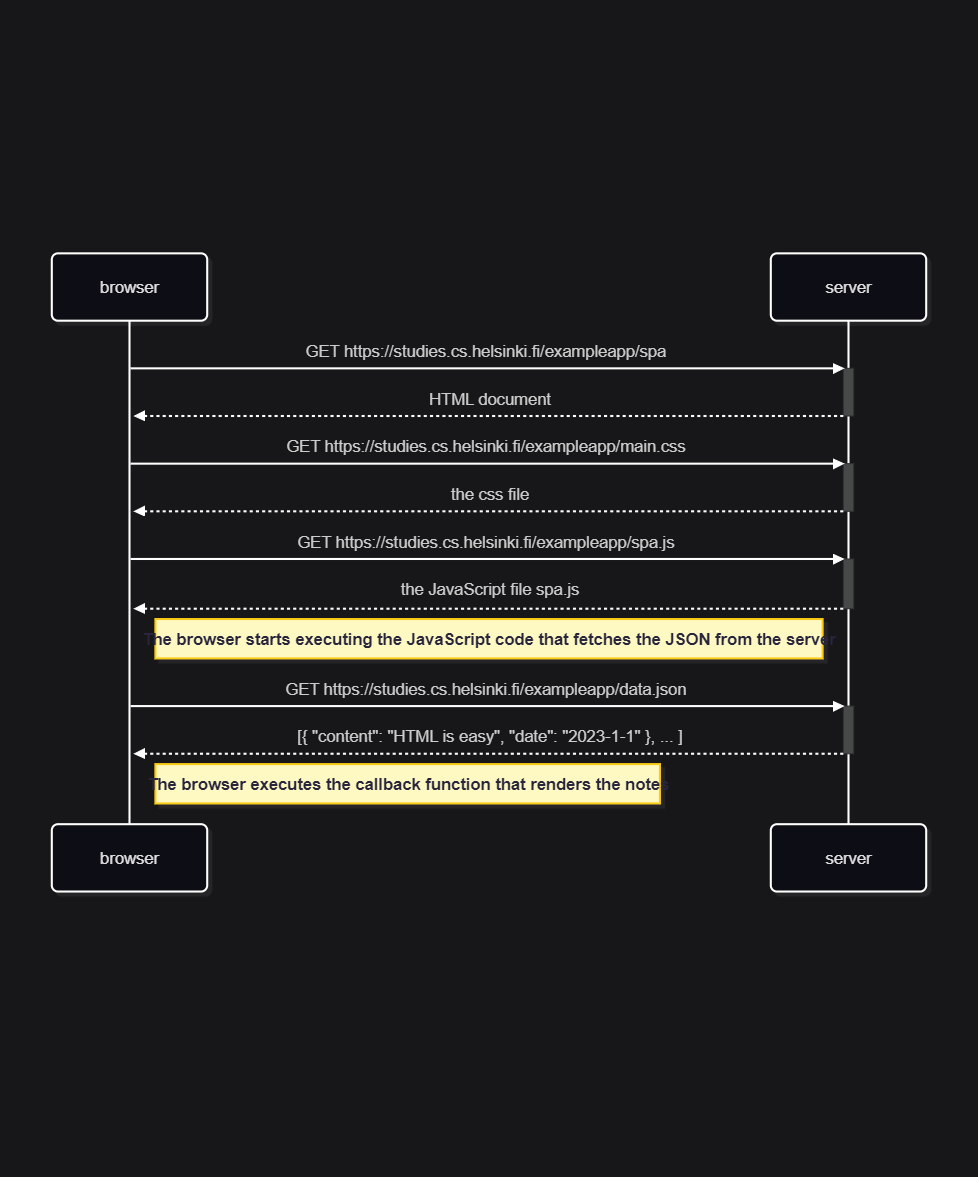 browser
server
GET https://studies.cs.helsinki.fi/exampleapp/spa
HTML document
GET https://studies.cs.helsinki.fi/exampleapp/main.css
the css file
GET https://studies.cs.helsinki.fi/exampleapp/spa.js
the JavaScript file spa.js
The browser starts executing the JavaScript code that fetches the JSON from the server
GET https://studies.cs.helsinki.fi/exampleapp/data.json
[{ "content": "HTML is easy", "date": "2023-1-1" }, ... ]
The browser executes the callback function that renders the notes
browser
server